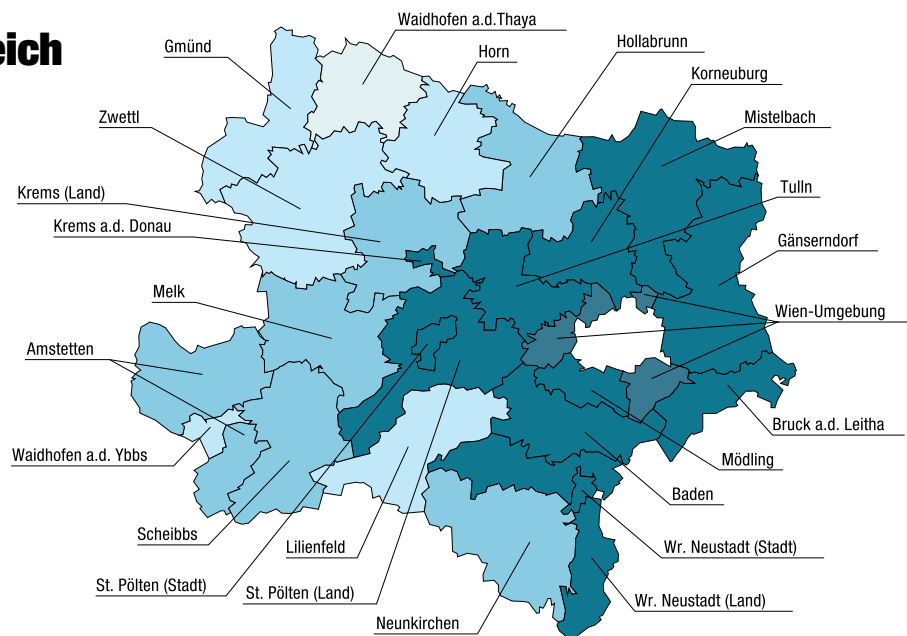 eich
Waidhofen a.d.Thaya
Gmünd
Horn
Hollabrunn
Korneburg
Zwettl
Mistelbach
Krems (Land)
Tulln
Krems a.d. Donau
Gänserndorf
Melk
Wien-Umgebung
Amstetten
Bruck a.d. Leitha
Waidhofen a.d. Ybbs
Mödling
Baden
Scheibbs
Lilienfeld
Wr. Neustadt (Stadt)
St. Pölten (Stadt)
St. Pölten (Land)
Wr. Neustadt (Land)
Neunkirchen